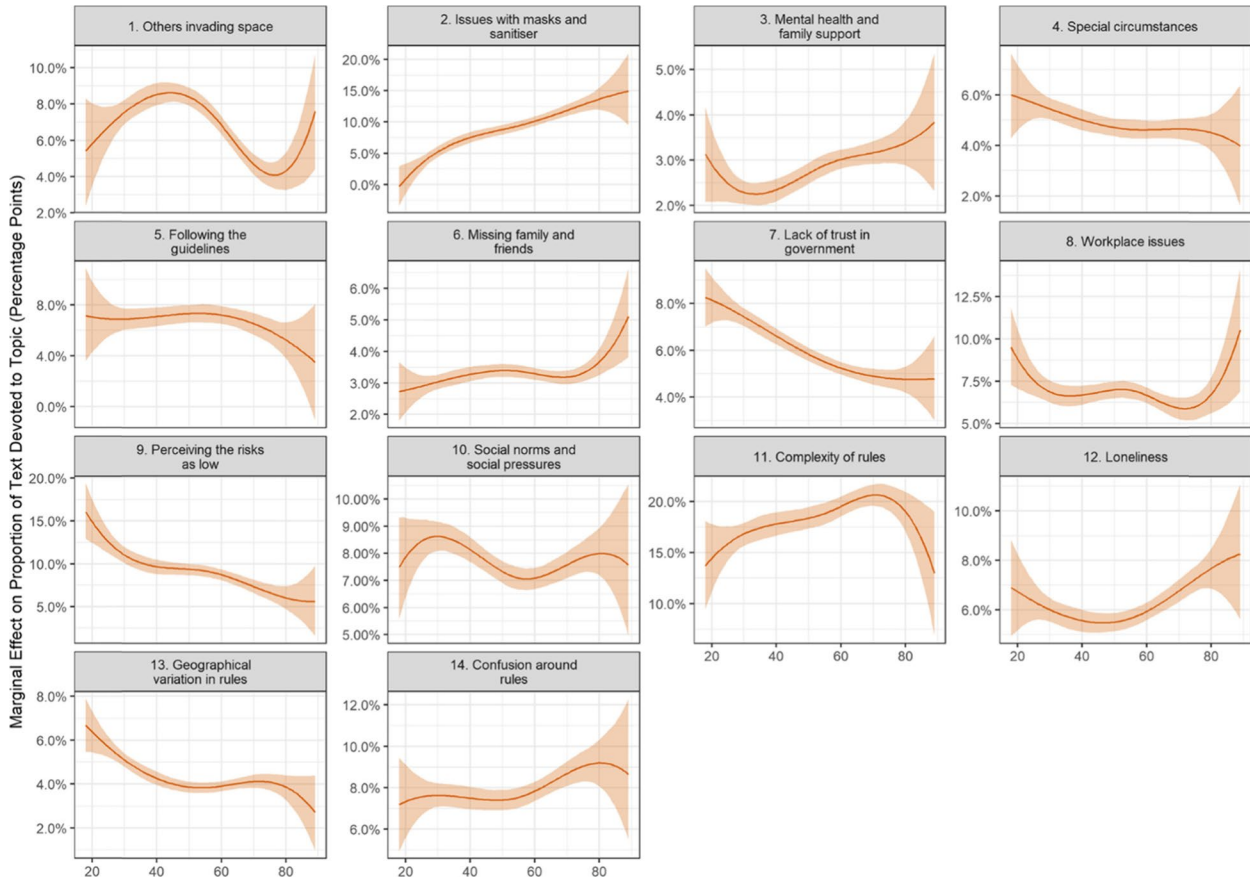 Marginal Effect on Proportion of Text Devoted to Topic (Percentage Points)
1. Others invading space
10.0%
8.0%
6.0%
4.0%
2.0%
2. Issues with masks and
sanitiser
20.0%
15.0%
10.0%
5.0%
0.0%
3. Mental health and
family support
5.0%
4.0%
3.0%
2.0%
4. Special circumstances
6.0%
4.0%
2.0%
5. Following the
guidelines
8.0%
4.0%
0.0%
6. Missing family and
friends
6.0%
5.0%
4.0%
3.0%
2.0%
7. Lack of trust in
government
8.0%
6.0%
4.0%
8. Workplace issues
12.5%
10.0%
7.5%
5.0%
9. Perceiving the risks
as low
20.0%
15.0%
10.0%
5.0%
10. Social norms and
social pressures
10.00%
9.00%
8.00%
7.00%
6.00%
5.00%
11. Complexity of rules
20.0%
15.0%
10.0%
20 40 60 80
12. Loneliness
10.0%
8.0%
6.0%
20 40 60 80
13. Geographical
variation in rules
8.0%
6.0%
4.0%
2.0%
20 40 60 80
14. Confusion around
rules
12.0%
10.0%
8.0%
6.0%
20 40 60 80